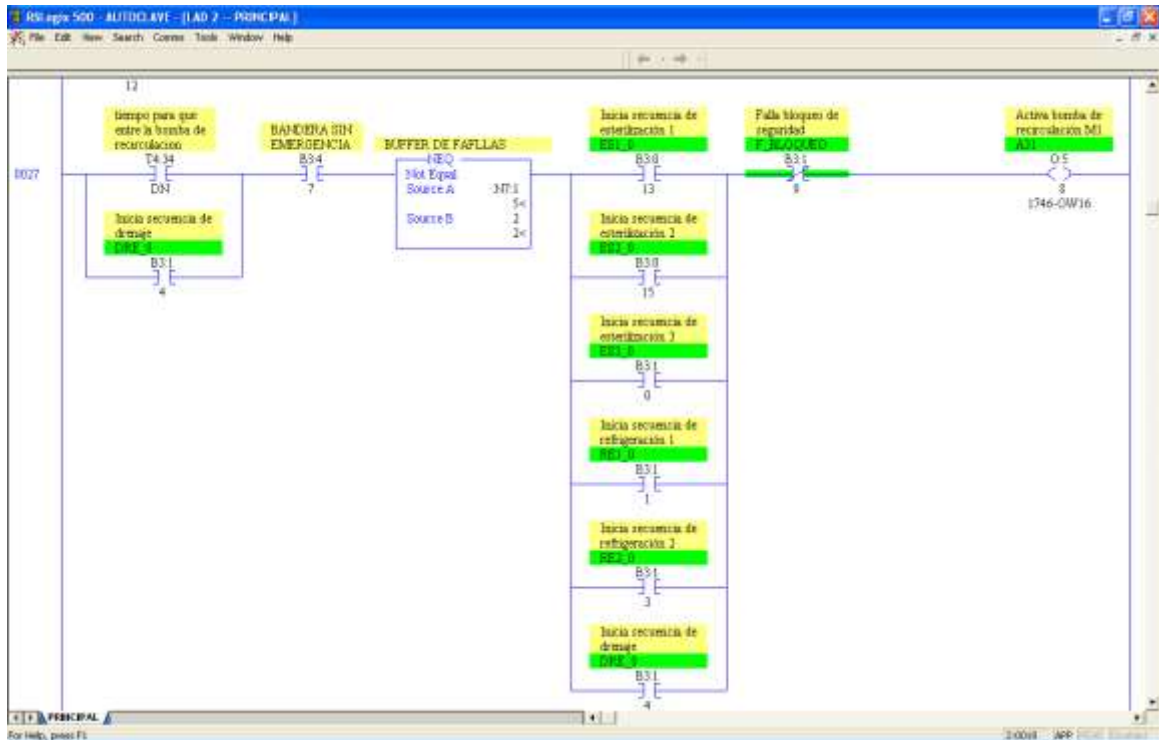 RSLogix 500 - AUTOCLAVE - [LAD 2 -- PRINCIPAL]
File Edit View Search Comms Tools Window Help
12
tiempo para que
entre la bomba de
recirculacion
T4:34
DN
BANDERA SIN
EMERGENCIA
B3:4
7
BUFFER DE FAFLLAS
NEQ
Not Equal
Source A N7:1
5<
Source B 2
2<
Inicia secuencia de
esterilización 1
ES1_0
B3:0
13
Falla bloqueo de
seguridad
F_BLOQUEO
B3:1
9
Activa bomba de
recirculación M1
A31
O:5
8
1746-OW16
0027
Inicia secuencia de
drenaje
DRE_0
B3:1
4
Inicia secuencia de
esterilización 2
ES2_0
B3:0
15
Inicia secuencia de
esterilización 3
ES3_0
B3:1
0
Inicia secuencia de
refrigeración 1
RE1_0
B3:1
1
Inicia secuencia de
refrigeración 2
RE2_0
B3:1
3
Inicia secuencia de
drenaje
DRE_0
B3:1
4
PRINCIPAL
For Help, press F1
2:0018 APP